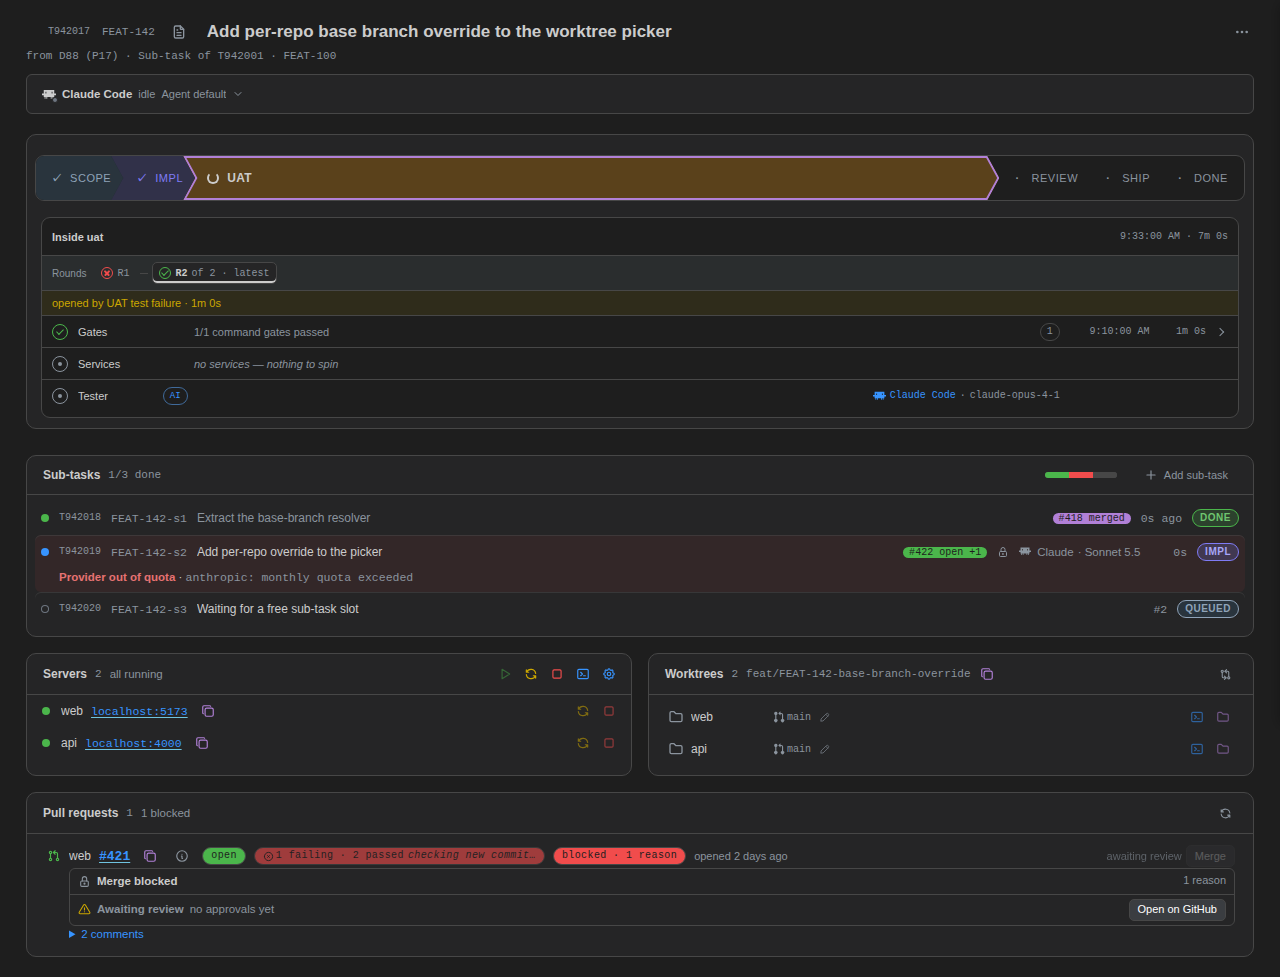 T942017 FEAT-142 Add per-repo base branch override to the worktree picker
from D88 (P17) · Sub-task of T942001 · FEAT-100
Claude Code idle Agent default
SCOPE IMPL UAT · REVIEW · SHIP · DONE
Inside uat 9:33:00 AM · 7m 0s
Rounds R1 — R2 of 2 · latest
opened by UAT test failure · 1m 0s
Gates 1/1 command gates passed 1 9:10:00 AM 1m 0s
Services no services — nothing to spin
Tester AI Claude Code · claude-opus-4-1
Sub-tasks 1/3 done Add sub-task
T942018 FEAT-142-s1 Extract the base-branch resolver #418 merged 0s ago DONE
T942019 FEAT-142-s2 Add per-repo override to the picker #422 open +1 Claude · Sonnet 5.5 0s IMPL
Provider out of quota · anthropic: monthly quota exceeded
T942020 FEAT-142-s3 Waiting for a free sub-task slot #2 QUEUED
Servers 2 all running
web localhost:5173
api localhost:4000
Worktrees 2 feat/FEAT-142-base-branch-override
web main
api main
Pull requests 1 1 blocked
web #421 open 1 failing · 2 passed checking new commit… blocked · 1 reason opened 2 days ago awaiting review Merge
Merge blocked 1 reason
Awaiting review no approvals yet Open on GitHub
2 comments